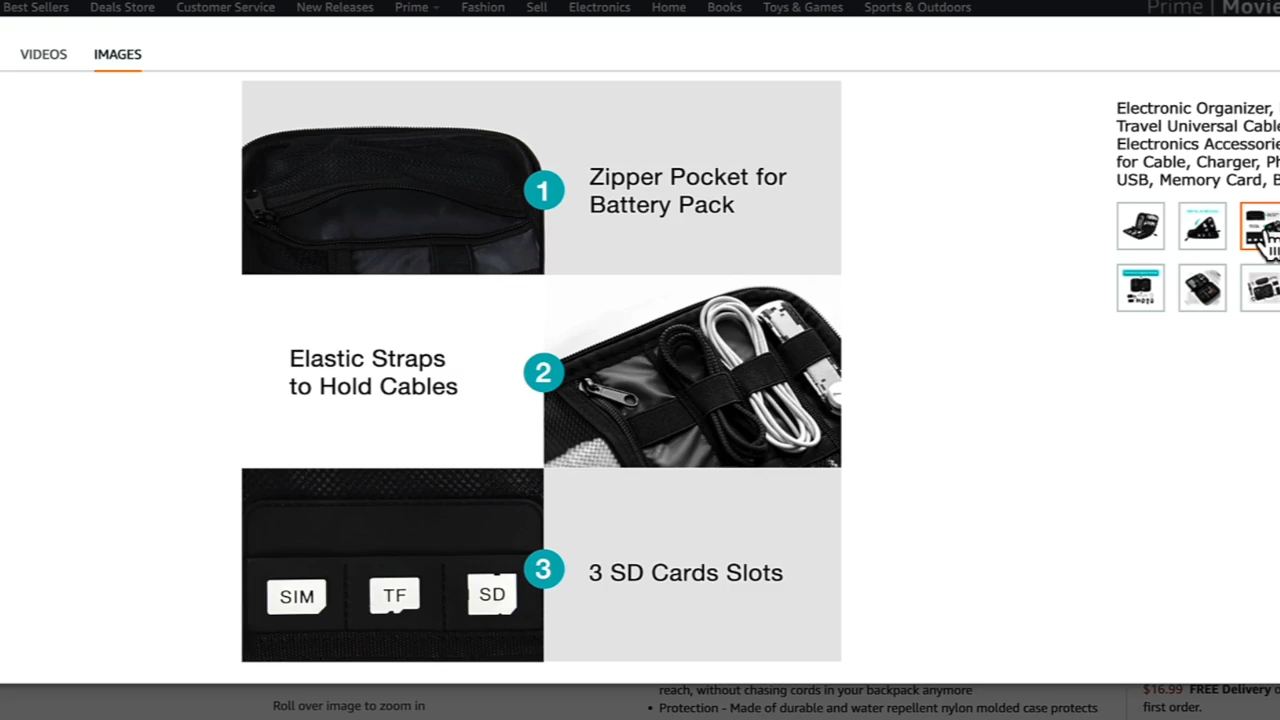 Best Sellers Deals Store Customer Service New Releases Prime Fashion Sell Electronics Home Books Toys & Games Sports & Outdoors
Prime | Movie
VIDEOS IMAGES
Electronic Organizer,
Travel Universal Cable
Electronics Accessorie
for Cable, Charger, Ph
USB, Memory Card, B
1
Zipper Pocket for
Battery Pack
Elastic Straps
to Hold Cables
2
3
3 SD Cards Slots
SIM TF SD
Roll over image to zoom in
reach, without chasing cords in your backpack anymore
• Protection - Made of durable and water repellent nylon molded case protects
$16.99 FREE Delivery
first order.